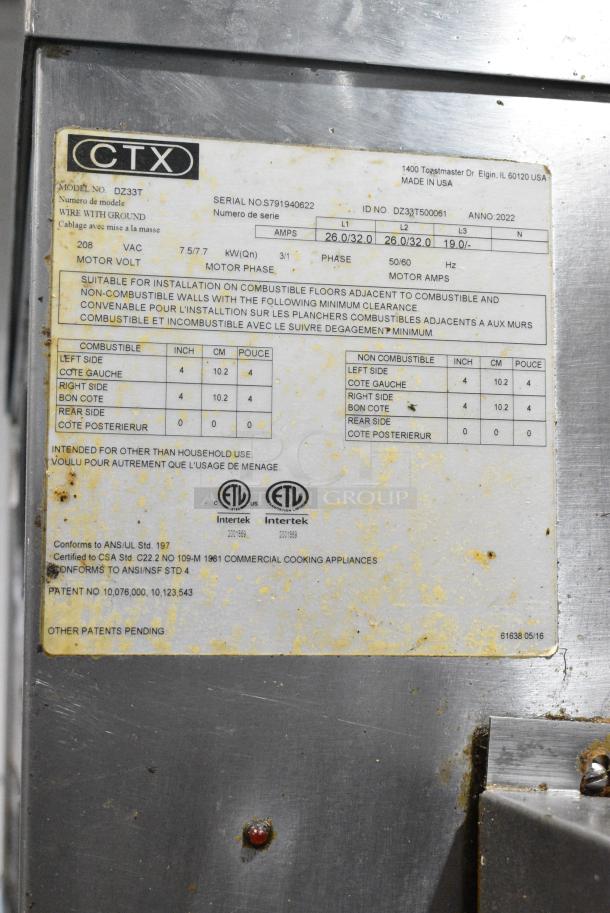 CTX
1400 Toastmaster Dr. Elgin, IL 60120 USA
MADE IN USA
MODEL NO. DZ33T
Numero de modele
SERIAL NO.S791940622
ID NO. DZ33T500061
ANNO. 2022
WIRE WITH GROUND
Numero de serie
Cablage avec mise a la masse
L1 L2 L3 N
AMPS 26.0/32.0 26.0/32.0 19.0/-
208 VAC 7.5/7.7 kW(Qn) 3/1 PHASE 50/60 Hz
MOTOR VOLT MOTOR PHASE MOTOR AMPS
SUITABLE FOR INSTALLATION ON COMBUSTIBLE FLOORS ADJACENT TO COMBUSTIBLE AND
NON-COMBUSTIBLE WALLS WITH THE FOLLOWING MINIMUM CLEARANCE
CONVENABLE POUR L'INSTALLTION SUR LES PLANCHERS COMBUSTIBLES ADJACENTS A AUX MURS
COMBUSTIBLE ET INCOMBUSTIBLE AVEC LE SUIVRE DEGAGEMENT MINIMUM
COMBUSTIBLE INCH CM POUCE
LEFT SIDE
COTE GAUCHE 4 10.2 4
RIGHT SIDE
BON COTE 4 10.2 4
REAR SIDE
COTE POSTERIERUR 0 0 0
NON COMBUSTIBLE INCH CM POUCE
LEFT SIDE
COTE GAUCHE 4 10.2 4
RIGHT SIDE
BON COTE 4 10.2 4
REAR SIDE
COTE POSTERIERUR 0 0 0
INTENDED FOR OTHER THAN HOUSEHOLD USE
VOULU POUR AUTREMENT QUE L'USAGE DE MENAGE
ETL US ETL
GROUP
Intertek Intertek
Conforms to ANS/UL Std. 197
Certified to CSA Std. C22.2 NO 109-M 1981 COMMERCIAL COOKING APPLIANCES
CONFORMS TO ANSI/NSF STD 4
PATENT NO 10,076,000, 10,123,543
OTHER PATENTS PENDING
61638 05/16